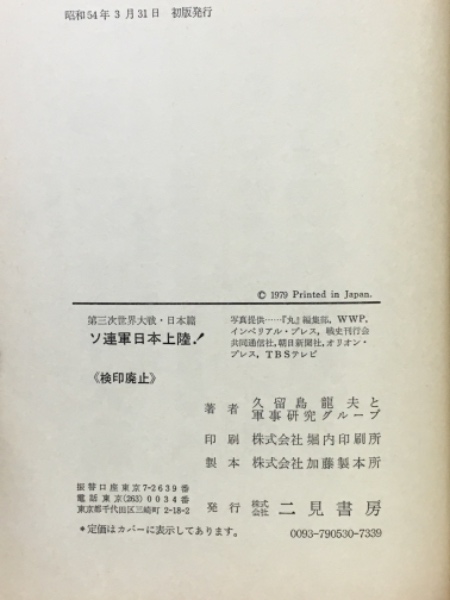 昭和54年3月31日　初版発行
© 1979 Printed in Japan.
第三次世界大戦・日本篇
ソ連軍日本上陸!
《検印廃止》
写真提供──『丸』編集部，WWP，
インペリアル・プレス，戦史刊行会
共同通信社，朝日新聞社，オリオン・
プレス，TBSテレビ
著者　久留島龍夫と
軍事研究グループ
印刷　株式会社堀内印刷所
製本　株式会社加藤製本所
振替口座東京7-2639番
電話東京(263)0034番
東京都千代田区三崎町2-18-2
発行　株式会社二見書房
＊定価はカバーに表示してあります。
0093-790530-7339